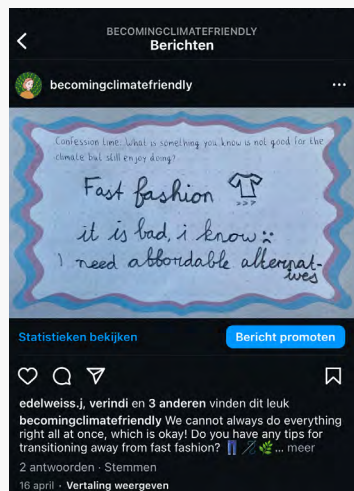 BECOMINGCLIMATEFRIENDLY
Berichten
becomingclimatefriendly
Confession time: What is something you know is not good for the
climate but still enjoy doing?
Fast fashion
>>>
it is bad, i know :(
I need abbordable alternat-
ives
Statistieken bekijken
Bericht promoten
edelweiss.j, verindi en 3 anderen vinden dit leuk
becomingclimatefriendly We cannot always do everything
right all at once, which is okay! Do you have any tips for
transitioning away from fast fashion? 👖🌿... meer
2 antwoorden · Stemmen
16 april · Vertaling weergeven